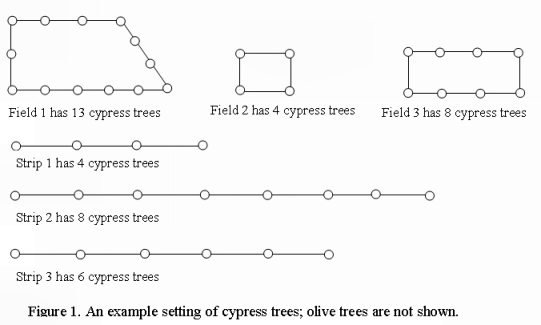 Field 1 has 13 cypress trees
Field 2 has 4 cypress trees
Field 3 has 8 cypress trees
Strip 1 has 4 cypress trees
Strip 2 has 8 cypress trees
Strip 3 has 6 cypress trees
Figure 1. An example setting of cypress trees; olive trees are not shown.